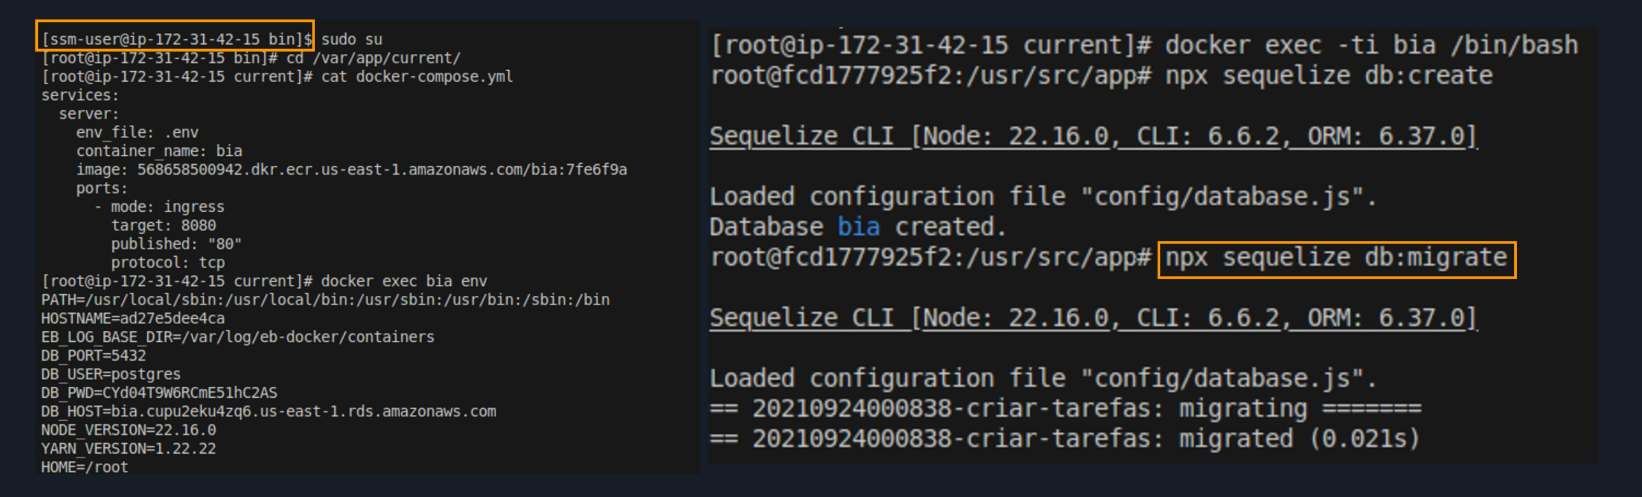 [ssm-user@ip-172-31-42-15 bin]$ sudo su
[root@ip-172-31-42-15 bin]# cd /var/app/current/
[root@ip-172-31-42-15 current]# cat docker-compose.yml
services:
  server:
    env_file: .env
    container_name: bia
    image: 568658500942.dkr.ecr.us-east-1.amazonaws.com/bia:7fe6f9a
    ports:
      - mode: ingress
        target: 8080
        published: "80"
        protocol: tcp
[root@ip-172-31-42-15 current]# docker exec bia env
PATH=/usr/local/sbin:/usr/local/bin:/usr/sbin:/usr/bin:/sbin:/bin
HOSTNAME=ad27e5dee4ca
EB_LOG_BASE_DIR=/var/log/eb-docker/containers
DB_PORT=5432
DB_USER=postgres
DB_PWD=CYd04T9W6RCmE51hC2AS
DB_HOST=bia.cupu2eku4zq6.us-east-1.rds.amazonaws.com
NODE_VERSION=22.16.0
YARN_VERSION=1.22.22
HOME=/root
[root@ip-172-31-42-15 current]# docker exec -ti bia /bin/bash
root@fcd1777925f2:/usr/src/app# npx sequelize db:create
Sequelize CLI [Node: 22.16.0, CLI: 6.6.2, ORM: 6.37.0]
Loaded configuration file "config/database.js".
Database bia created.
root@fcd1777925f2:/usr/src/app# npx sequelize db:migrate
Sequelize CLI [Node: 22.16.0, CLI: 6.6.2, ORM: 6.37.0]
Loaded configuration file "config/database.js".
== 20210924000838-criar-tarefas: migrating =======
== 20210924000838-criar-tarefas: migrated (0.021s)